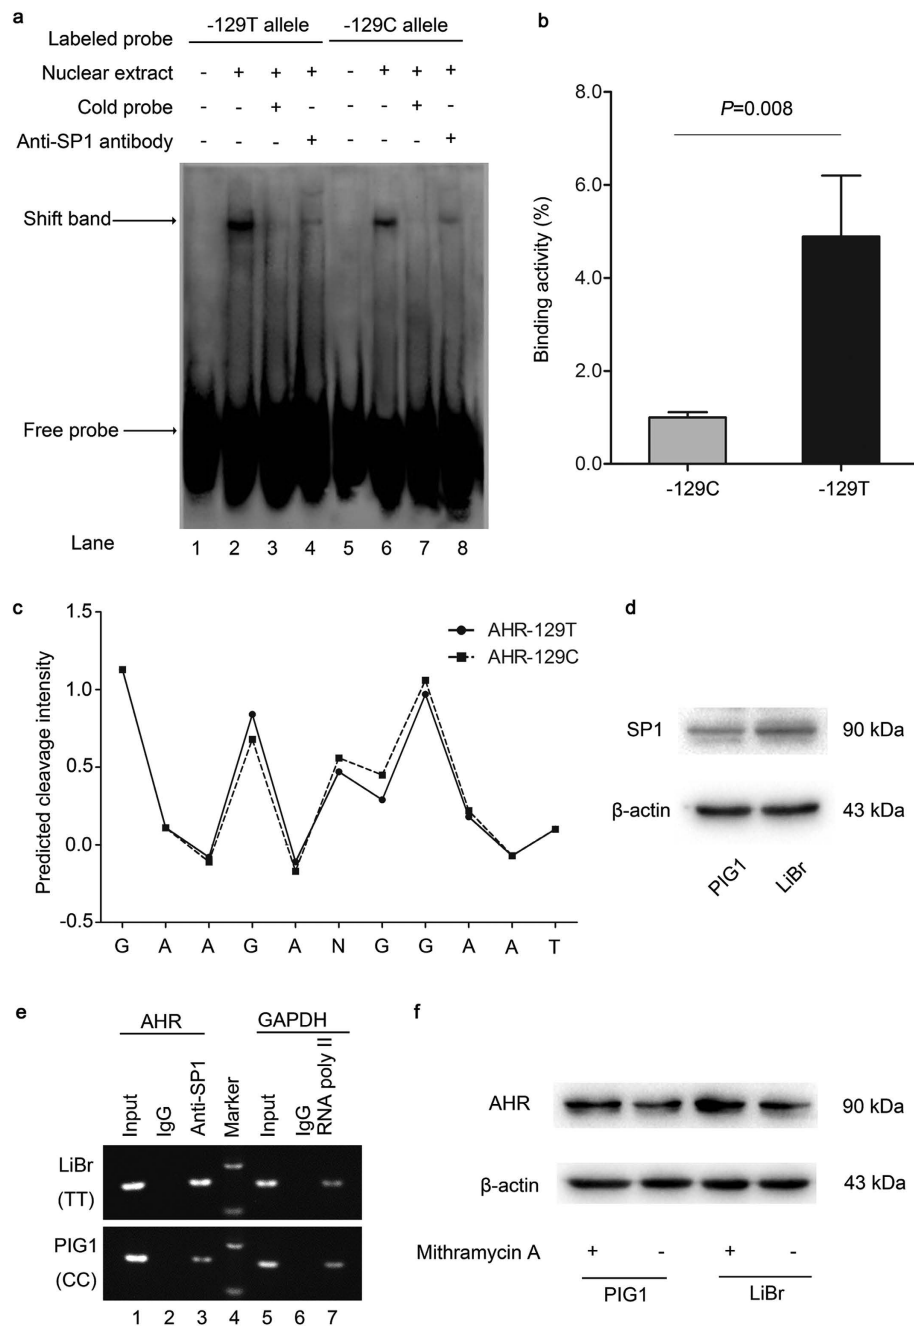 a
-129T allele -129C allele
Labeled probe
Nuclear extract - + + + - + + +
Cold probe - - + - - - + -
Anti-SP1 antibody - - - + - - - +
Shift band
Free probe
Lane 1 2 3 4 5 6 7 8
b
P=0.008
Binding activity (%)
8.0
6.0
4.0
2.0
0.0
-129C -129T
c
AHR-129T
AHR-129C
Predicted cleavage intensity
1.5
1.0
0.5
0.0
-0.5
G A A G A N G G A A T
d
SP1 90 kDa
β-actin 43 kDa
PIG1 LiBr
e
AHR GAPDH
Input IgG Anti-SP1 Marker Input IgG RNA poly II
LiBr
(TT)
PIG1
(CC)
1 2 3 4 5 6 7
f
AHR 90 kDa
β-actin 43 kDa
Mithramycin A + - + -
PIG1 LiBr